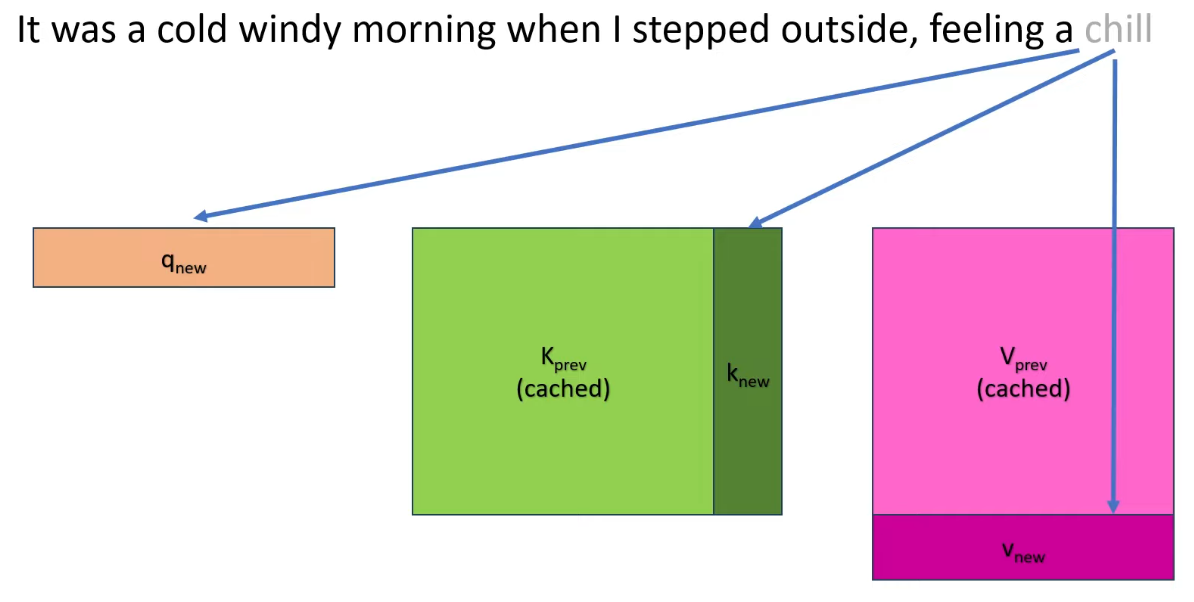 It was a cold windy morning when I stepped outside, feeling a chill
qnew
Kprev
(cached)
knew
Vprev
(cached)
vnew